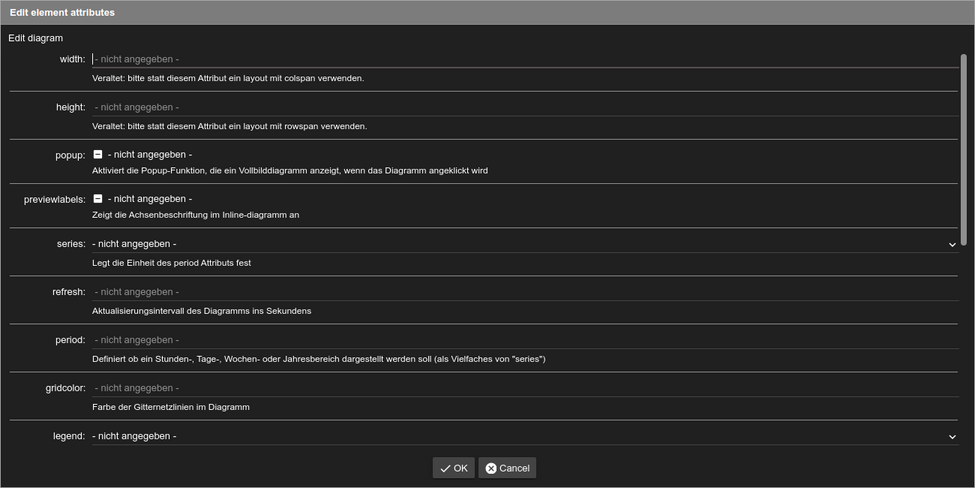 Edit element attributes
Edit diagram
width: - nicht angegeben -
Veraltet: bitte statt diesem Attribut ein layout mit colspan verwenden.
height: - nicht angegeben -
Veraltet: bitte statt diesem Attribut ein layout mit rowspan verwenden.
popup: - nicht angegeben -
Aktiviert die Popup-Funktion, die ein Vollbilddiagramm anzeigt, wenn das Diagramm angeklickt wird
previewlabels: - nicht angegeben -
Zeigt die Achsenbeschriftung im Inline-diagramm an
series: - nicht angegeben -
Legt die Einheit des period Attributs fest
refresh: - nicht angegeben -
Aktualisierungsintervall des Diagramms ins Sekundens
period: - nicht angegeben -
Definiert ob ein Stunden-, Tage-, Wochen- oder Jahresbereich dargestellt werden soll (als Vielfaches von "series")
gridcolor: - nicht angegeben -
Farbe der Gitternetzlinien im Diagramm
legend: - nicht angegeben -
OK Cancel